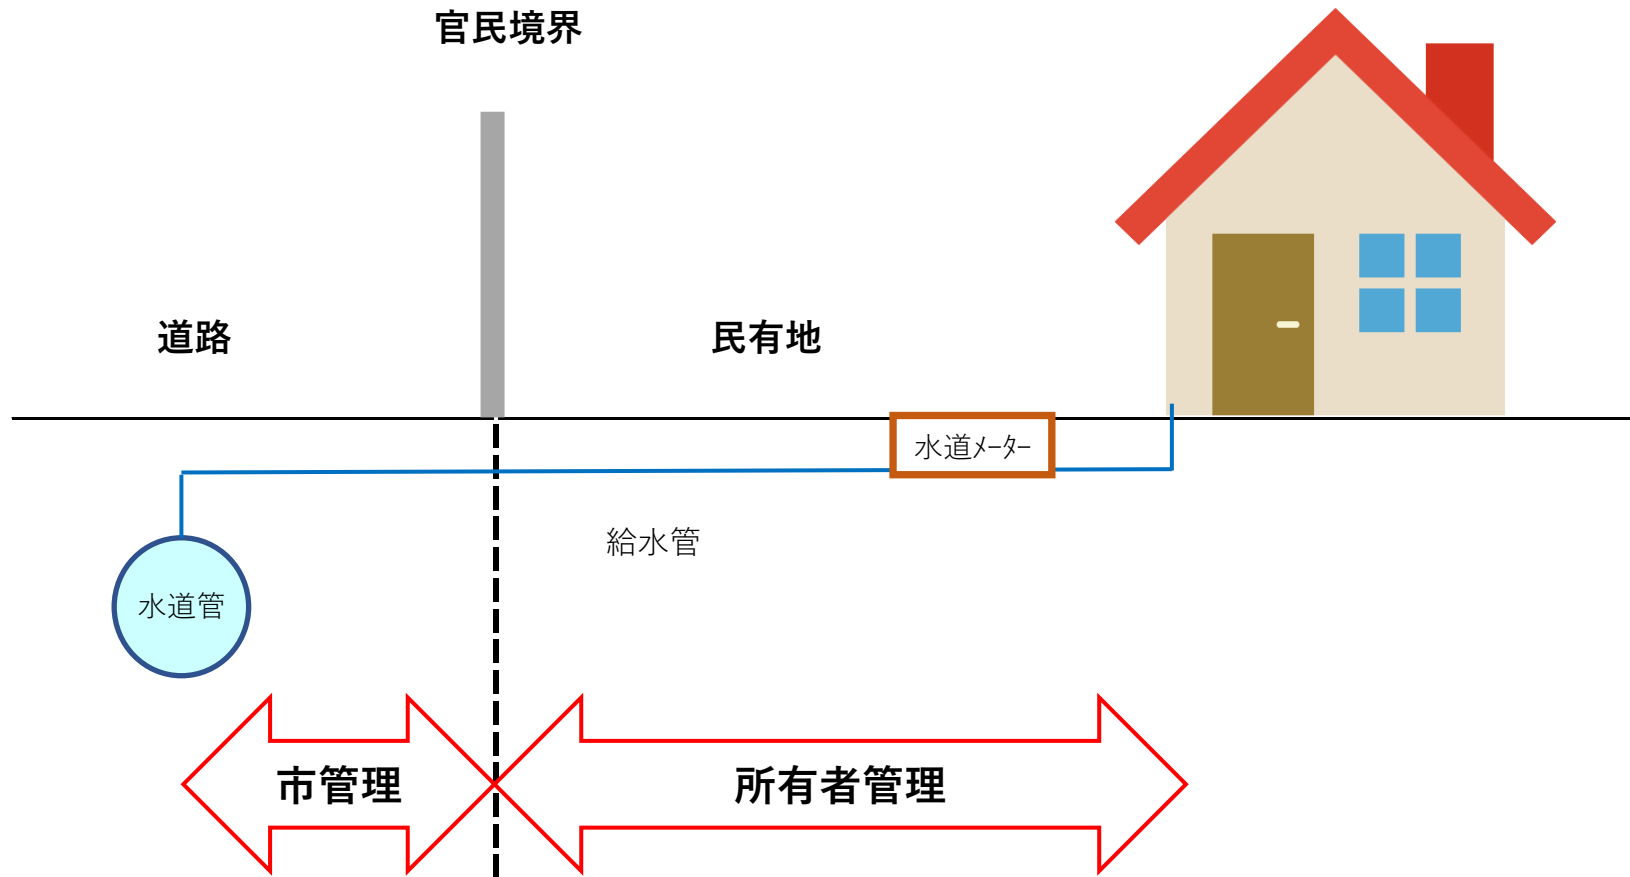 官民境界
道路
民有地
水道ﾒｰﾀｰ
給水管
水道管
市管理
所有者管理